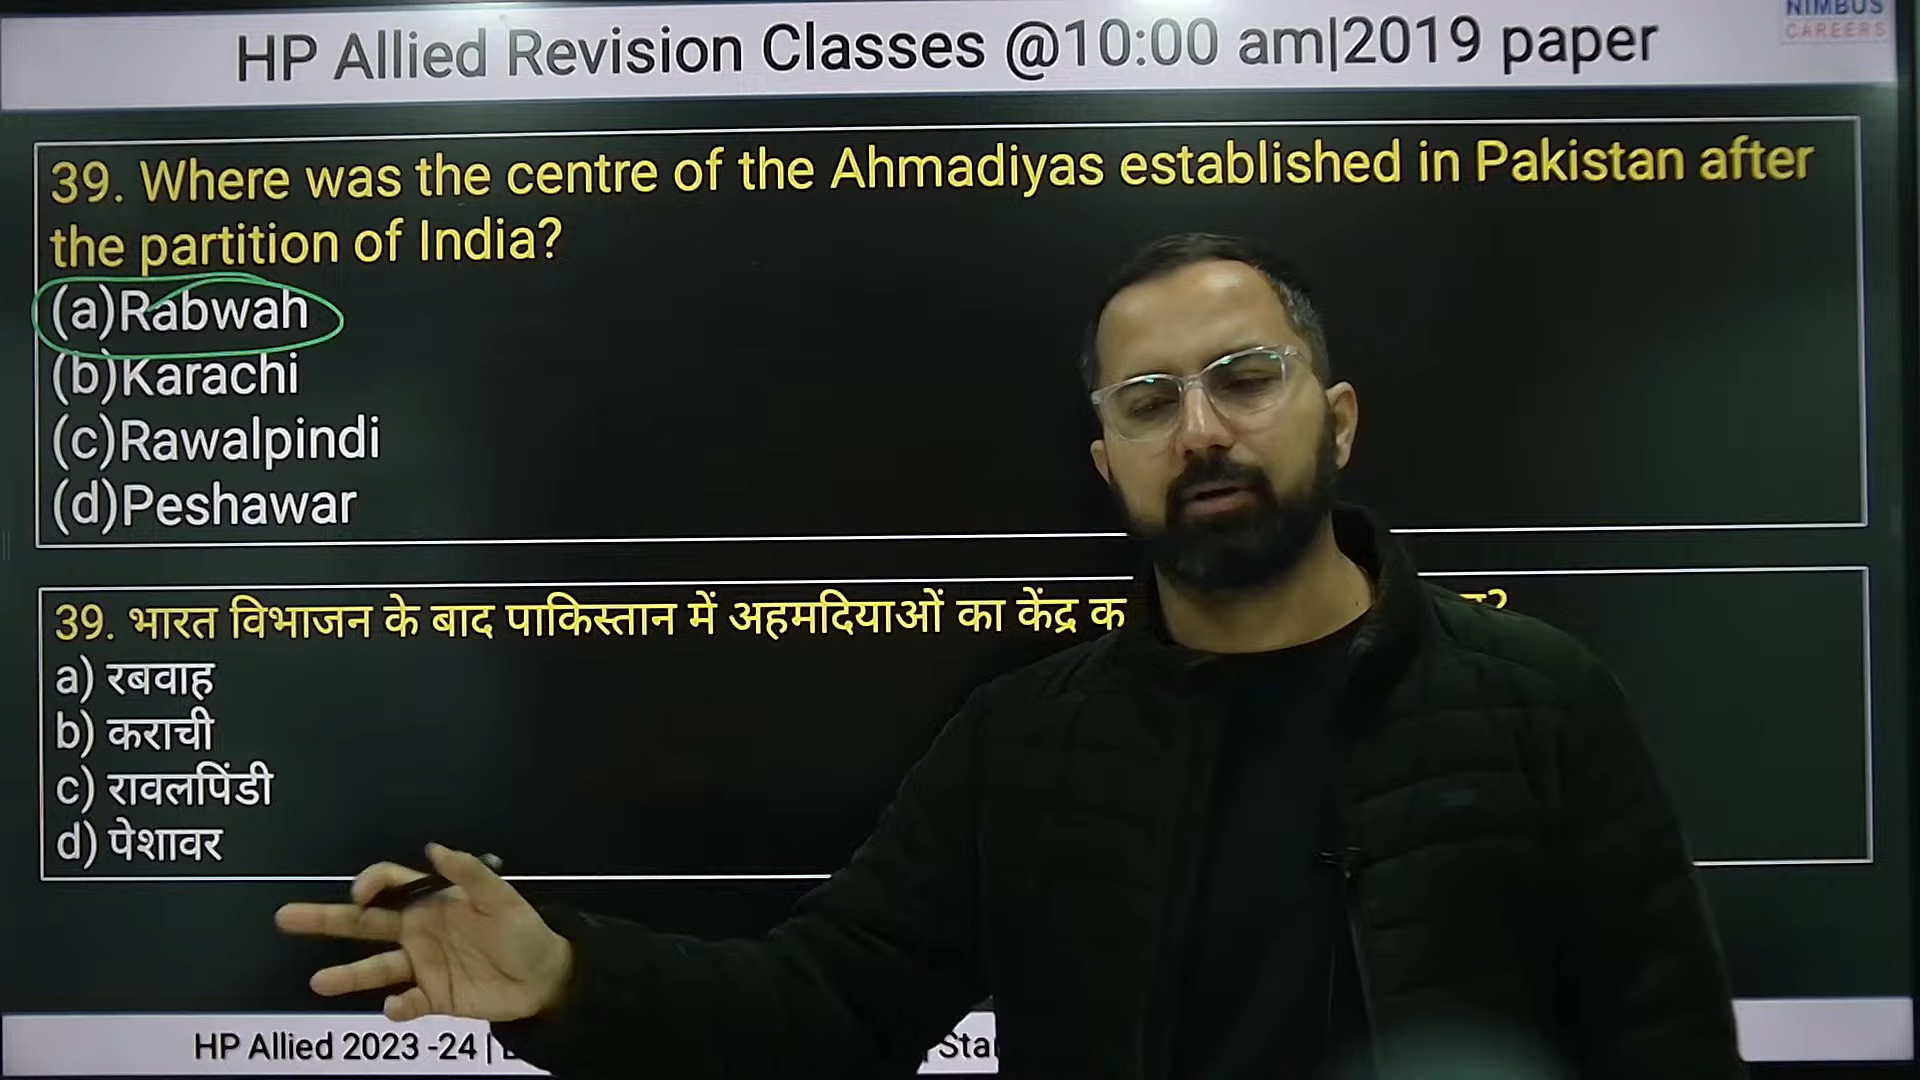 NIMBUS
CAREERS
HP Allied Revision Classes @10:00 am|2019 paper
39. Where was the centre of the Ahmadiyas established in Pakistan after
the partition of India?
(a)Rabwah
(b)Karachi
(c)Rawalpindi
(d)Peshawar
39. भारत विभाजन के बाद पाकिस्तान में अहमदियाओं का केंद्र
a) रबवाह
b) कराची
c) रावलपिंडी
d) पेशावर
HP Allied 2023 -24 |